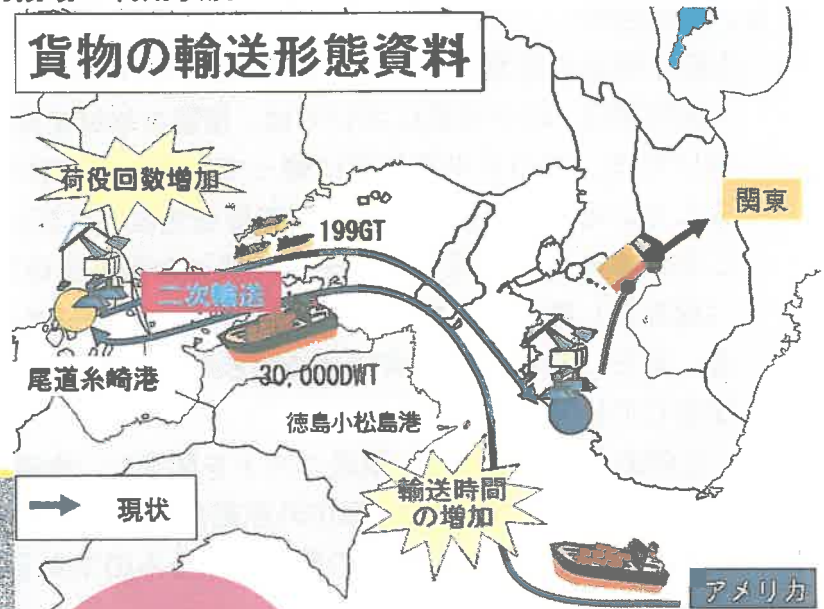 貨物の輸送形態資料
荷役回数増加
関東
199GT
二次輸送
尾道糸崎港
30,000DWT
徳島小松島港
輸送時間
の増加
現状
アメリカ